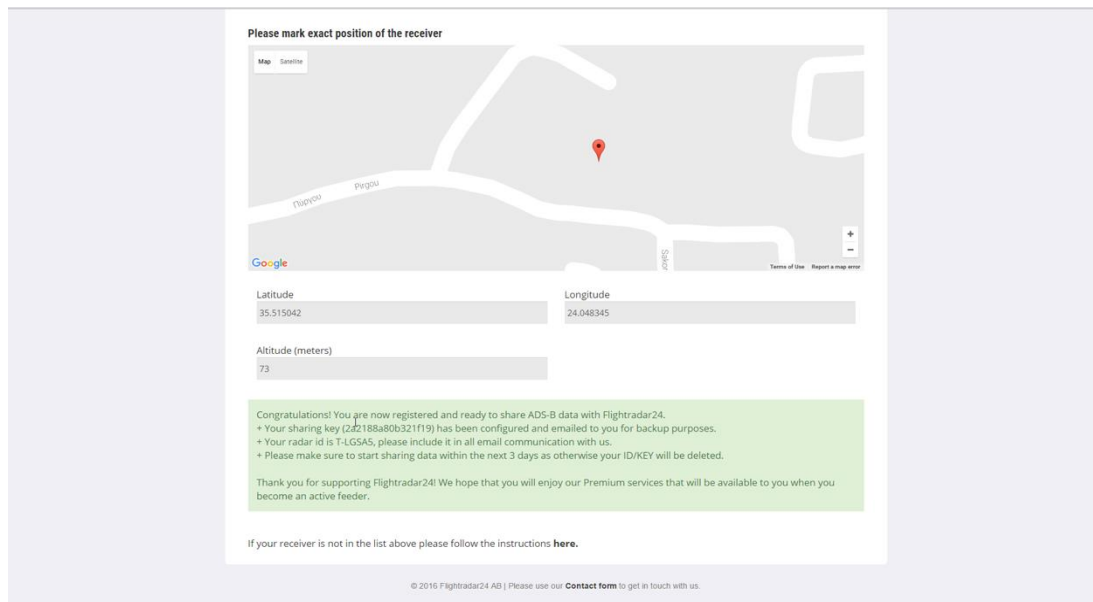 Please mark exact position of the receiver
Map Satellite
Pirgou
Πύργου
Sakor
Google
Terms of Use Report a map error
Latitude
Longitude
35.515042
24.048345
Altitude (meters)
73
Congratulations! You are now registered and ready to share ADS-B data with Flightradar24.
+ Your sharing key (2a2188a80b321f19) has been configured and emailed to you for backup purposes.
+ Your radar id is T-LGSA5, please include it in all email communication with us.
+ Please make sure to start sharing data within the next 3 days as otherwise your ID/KEY will be deleted.
Thank you for supporting Flightradar24! We hope that you will enjoy our Premium services that will be available to you when you
become an active feeder.
If your receiver is not in the list above please follow the instructions here.
© 2016 Flightradar24 AB | Please use our Contact form to get in touch with us.